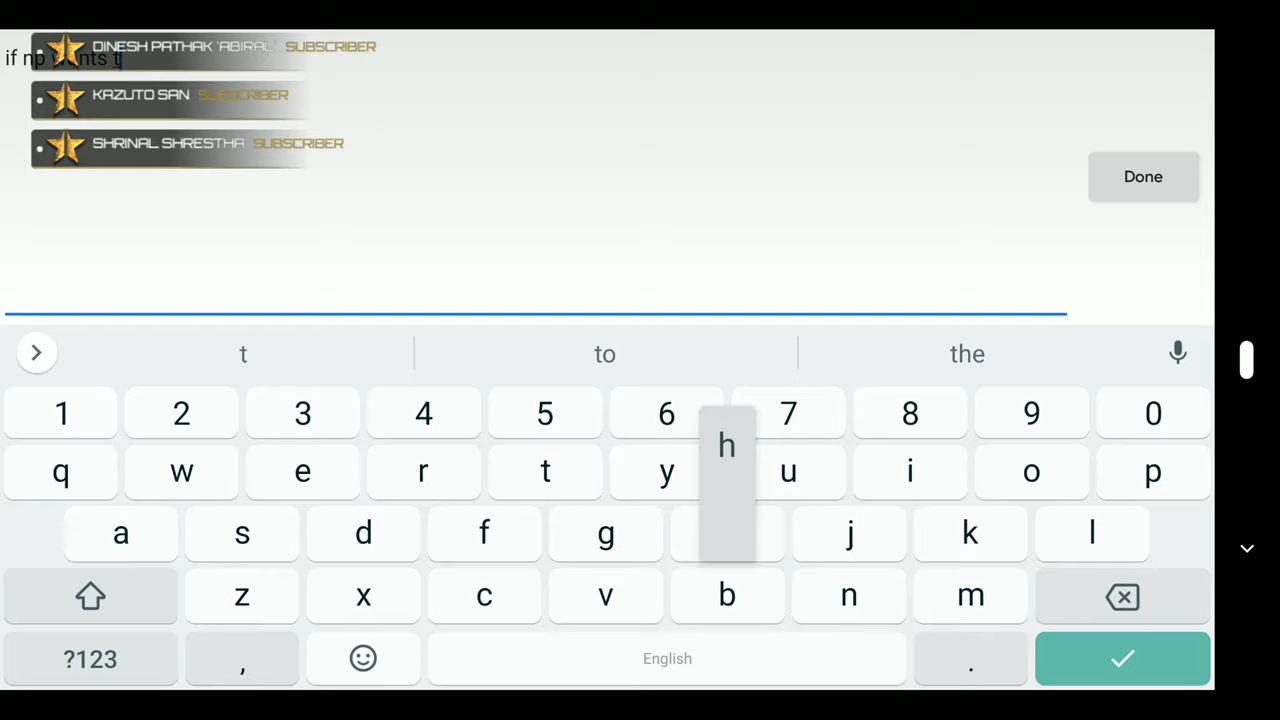 if np wants t
DINESH PATHAK 'ABIRAL' SUBSCRIBER
KAZUTO SAN SUBSCRIBER
SHRINAL SHRESTHA SUBSCRIBER
Done
t to the
1 2 3 4 5 6 7 8 9 0
h
q w e r t y u i o p
a s d f g j k l
z x c v b n m
?123 , English .